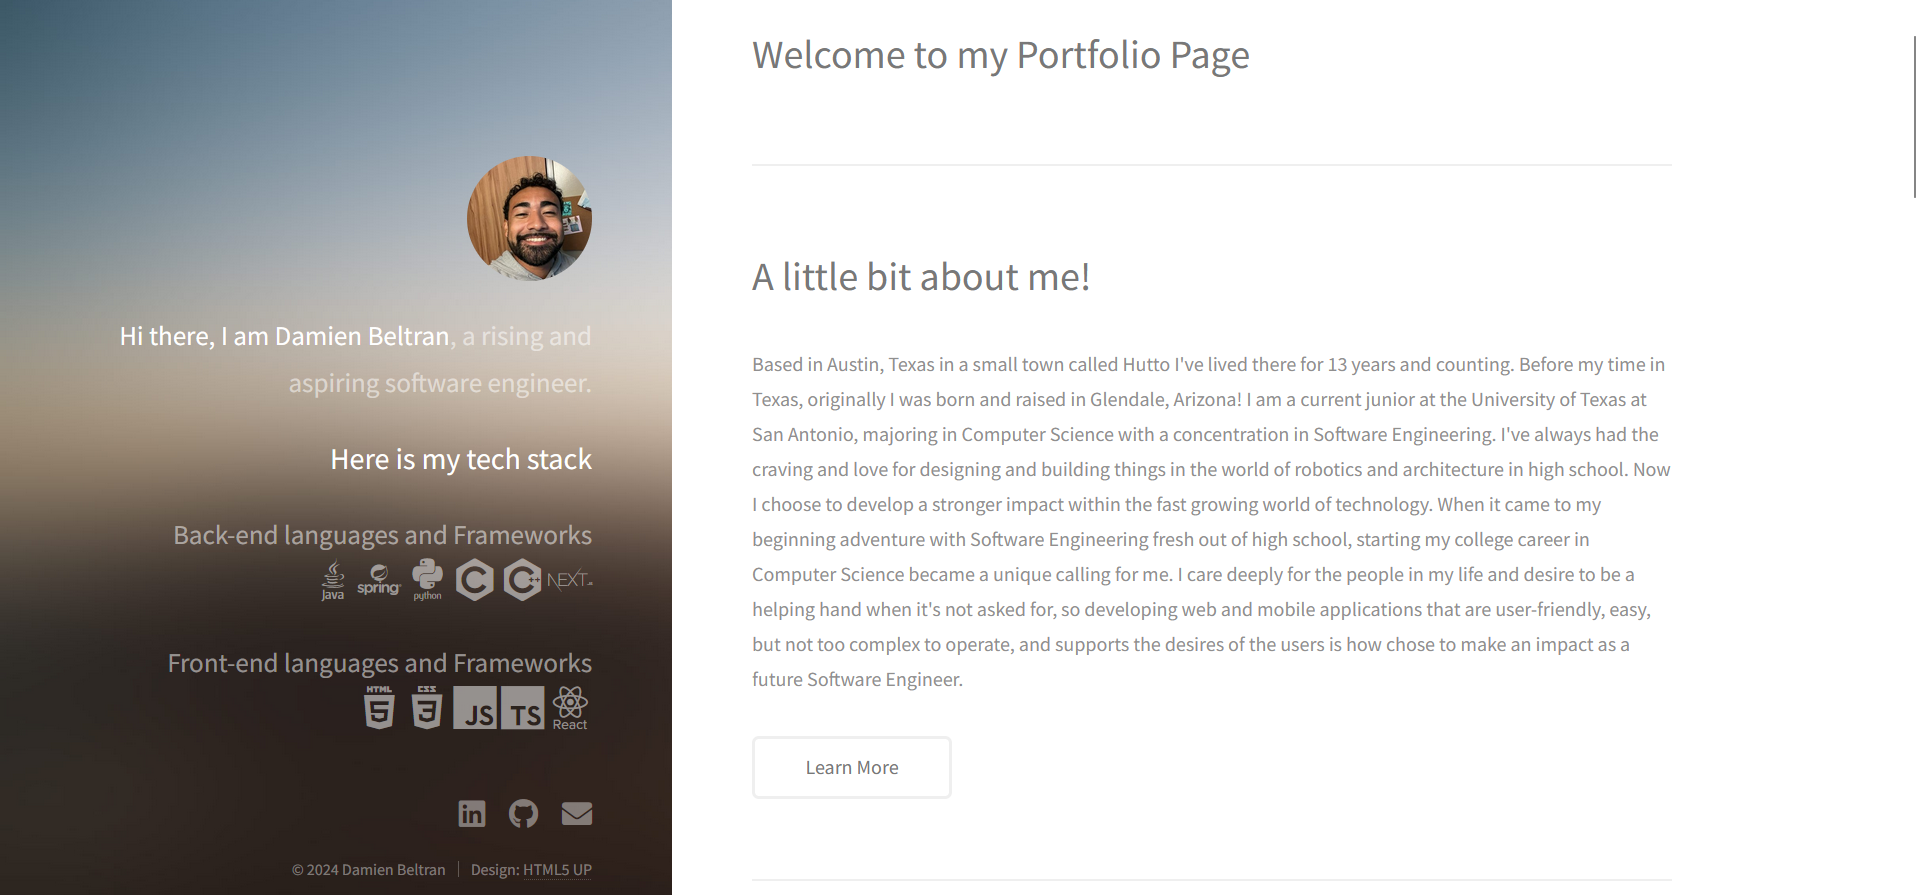 Hi there, I am Damien Beltran, a rising and
aspiring software engineer.
Here is my tech stack
Back-end languages and Frameworks
Java
spring
python
C
C++
NEXT.JS
Front-end languages and Frameworks
HTML
5
CSS
3
JS
TS
React
in
© 2024 Damien Beltran
Design: HTML5 UP
Welcome to my Portfolio Page
A little bit about me!
Based in Austin, Texas in a small town called Hutto I've lived there for 13 years and counting. Before my time in
Texas, originally I was born and raised in Glendale, Arizona! I am a current junior at the University of Texas at
San Antonio, majoring in Computer Science with a concentration in Software Engineering. I've always had the
craving and love for designing and building things in the world of robotics and architecture in high school. Now
I choose to develop a stronger impact within the fast growing world of technology. When it came to my
beginning adventure with Software Engineering fresh out of high school, starting my college career in
Computer Science became a unique calling for me. I care deeply for the people in my life and desire to be a
helping hand when it's not asked for, so developing web and mobile applications that are user-friendly, easy,
but not too complex to operate, and supports the desires of the users is how chose to make an impact as a
future Software Engineer.
Learn More